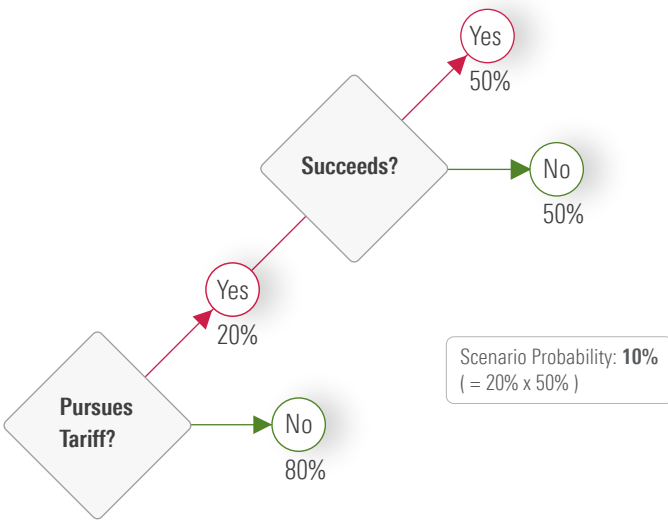 Yes
50%
Succeeds?
No
50%
Yes
20%
Scenario Probability: 10%
( = 20% x 50% )
Pursues
Tariff?
No
80%